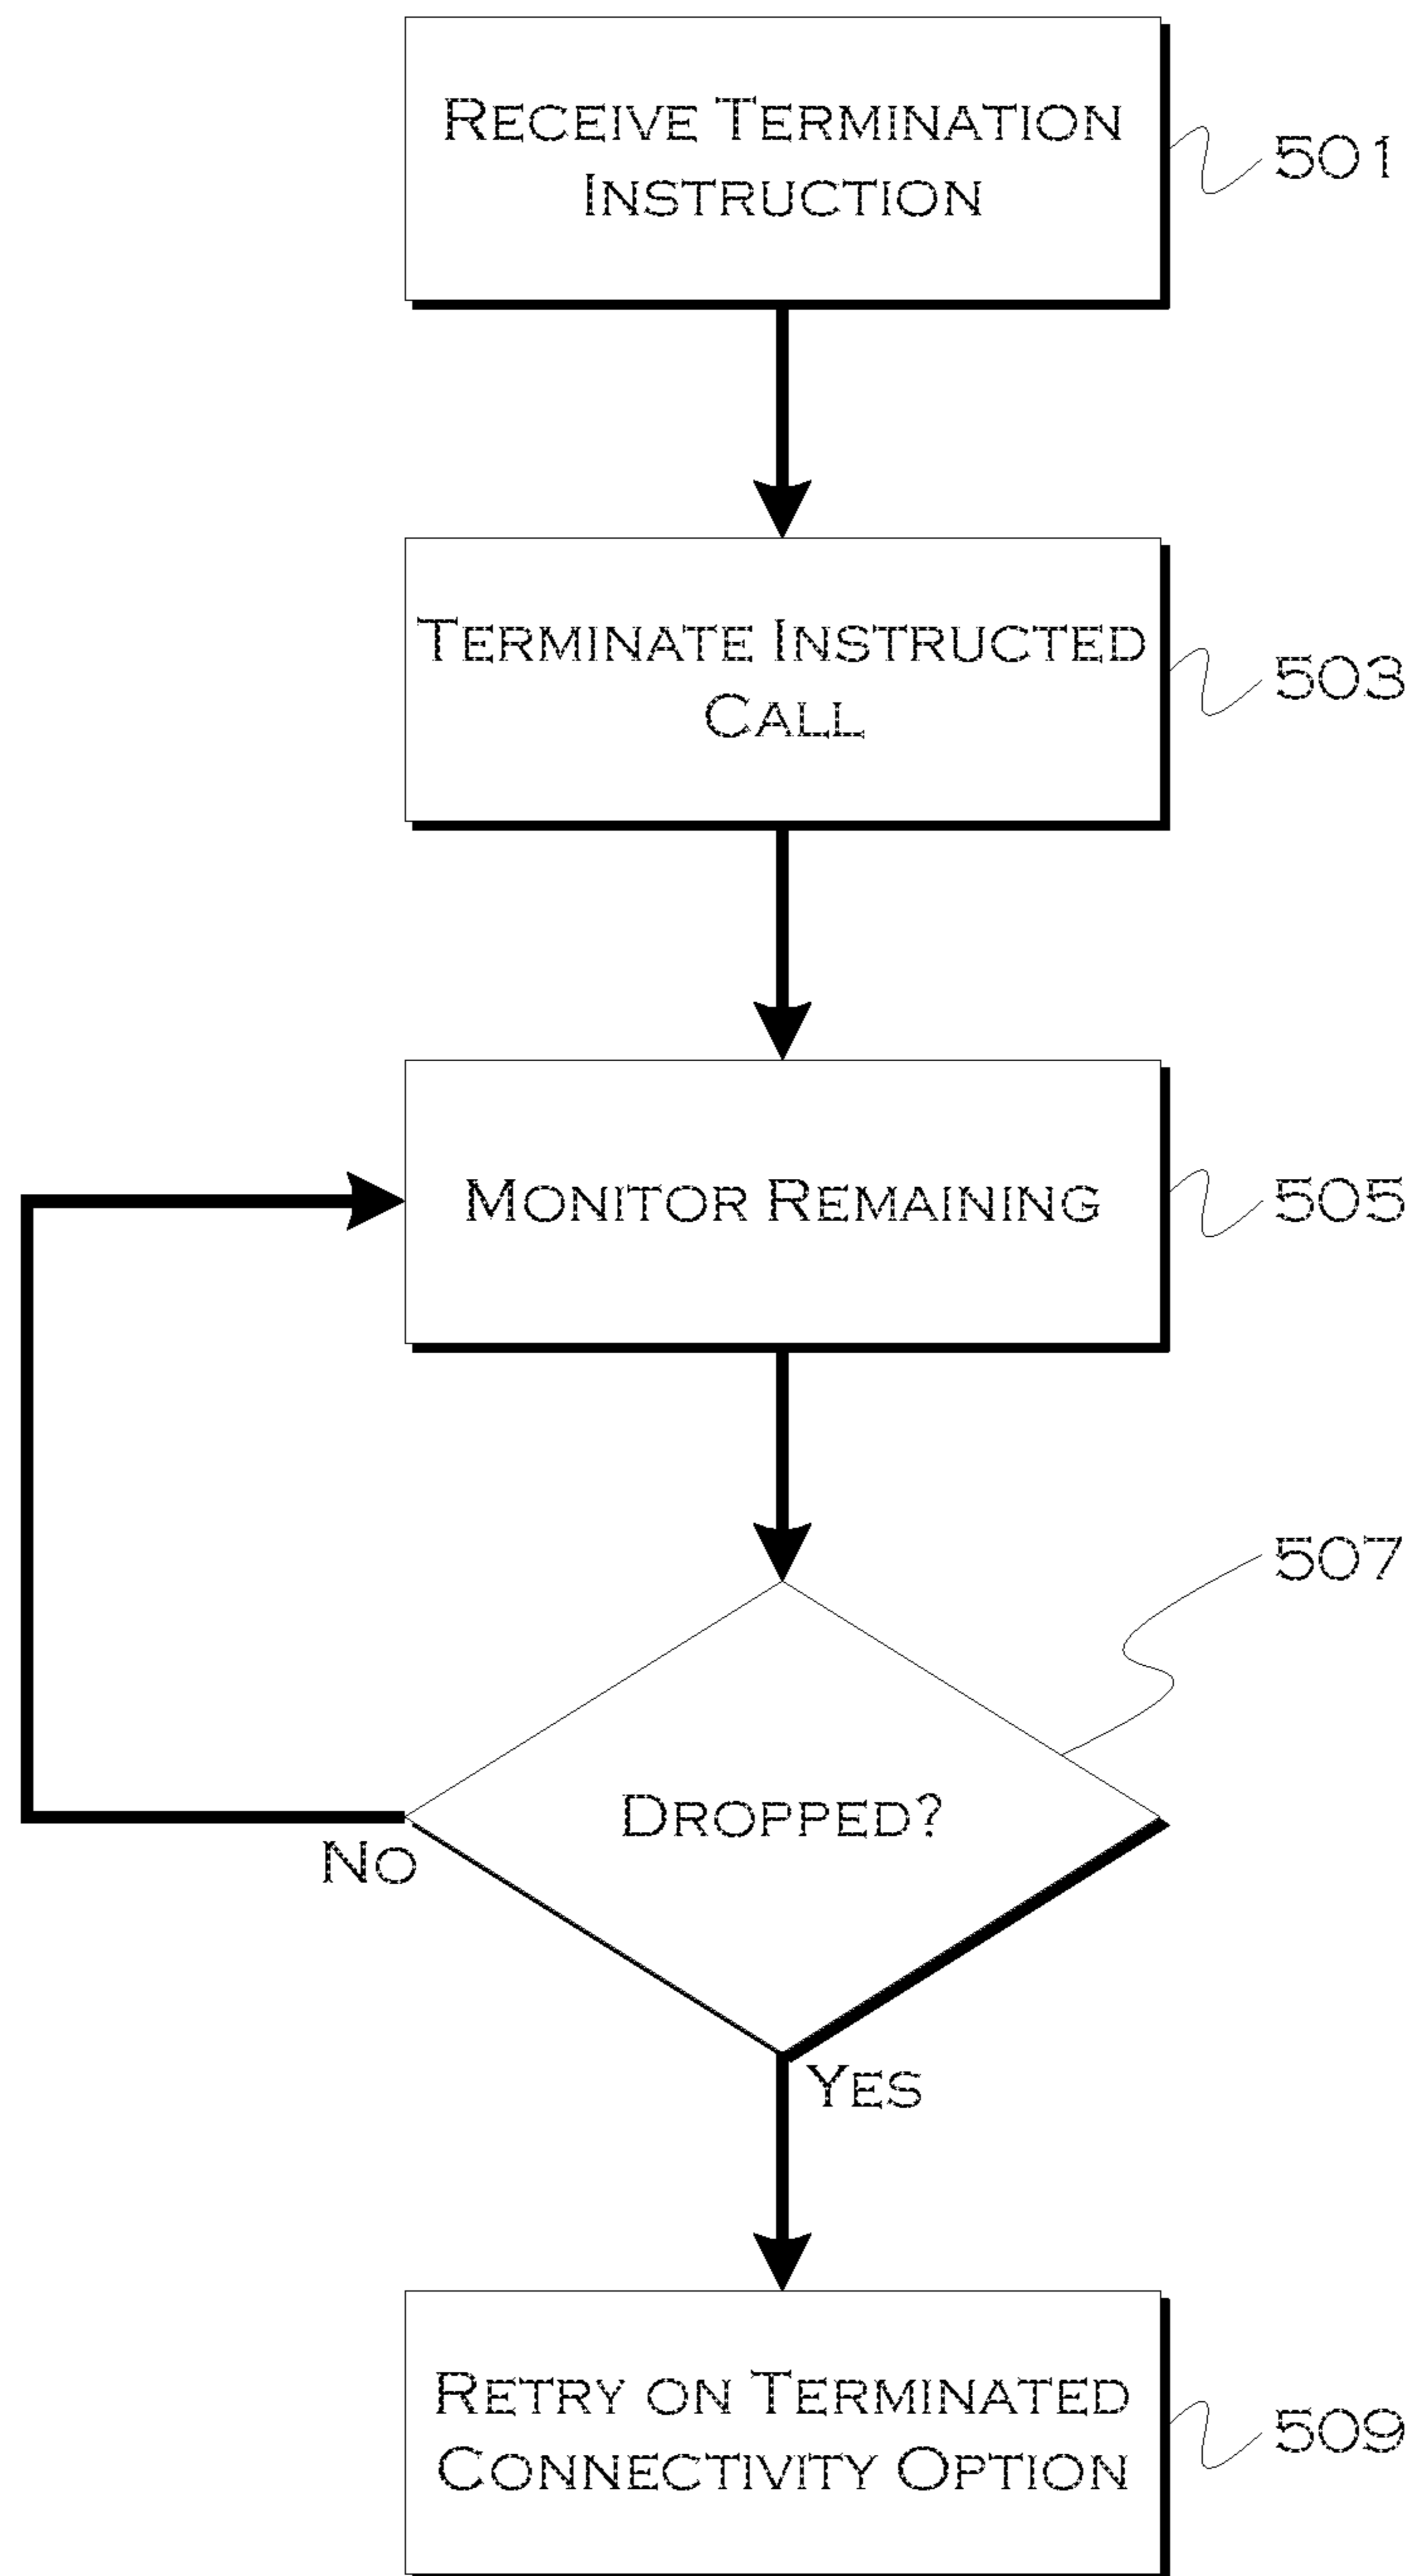 RECEIVE TERMINATION
INSTRUCTION
501
TERMINATE INSTRUCTED
CALL
503
MONITOR REMAINING
505
507
DROPPED?
NO
YES
RETRY ON TERMINATED
CONNECTIVITY OPTION
509